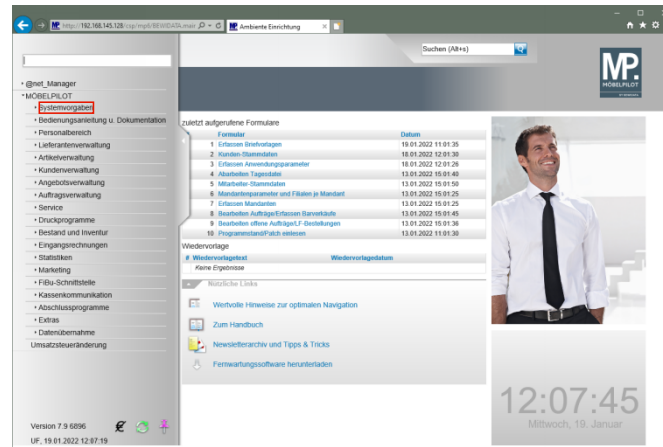 http://192.168.145.128/csp/mpll/BEWIDATA.mair
Ambiente Einrichtung
Suchen (Alt+s)
MP.
MÖBELPILOT
@net_Manager
MÖBELPILOT
Systemvorgaben
Bedienungsanleitung u. Dokumentation
Personalbereich
Lieferantenverwaltung
Artikelverwaltung
Kundenverwaltung
Angebotsverwaltung
Auftragsverwaltung
Service
Druckprogramme
Bestand und Inventur
Eingangsrechnungen
Statistiken
Marketing
FiBu-Schnittstelle
Kassenkommunikation
Abschlussprogramme
Extras
Datenübernahme
Umsatzsteueränderung
Version 7.9 6896
UF, 19.01.2022 12:07:19
zuletzt aufgerufene Formulare
Formular Datum
1 Erfassen Briefvorlagen 19.01.2022 11:01:35
2 Kunden-Stammdaten 18.01.2022 12:01:30
3 Erfassen Anwendungsparameter 18.01.2022 12:01:26
4 Abarbeiten Tagesdatei 13.01.2022 15:01:40
5 Mitarbeiter-Stammdaten 13.01.2022 15:01:50
6 Mandantenparameter und Filialen je Mandant 13.01.2022 15:01:25
7 Erfassen Mandanten 13.01.2022 15:01:25
8 Bearbeiten Aufträge/Erfassen Barverkäufe 13.01.2022 15:01:45
9 Bearbeiten offene Aufträge/LF-Bestellungen 13.01.2022 15:01:36
10 Programmstand/Patch einlesen 13.01.2022 11:01:30
Wiedervorlage
# Wiedervorlagetext Wiedervorlagedatum
Keine Ergebnisse
Nützliche Links
Wertvolle Hinweise zur optimalen Navigation
Zum Handbuch
Newsletterarchiv und Tipps & Tricks
Fernwartungssoftware herunterladen
12:07:45
Mittwoch, 19. Januar